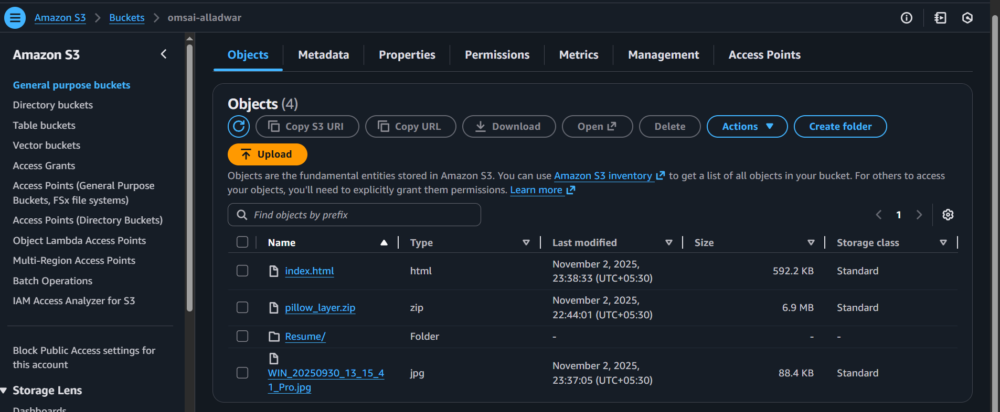 Amazon S3 > Buckets > omsai-alladwar
Amazon S3
General purpose buckets
Directory buckets
Table buckets
Vector buckets
Access Grants
Access Points (General Purpose
Buckets, FSx file systems)
Access Points (Directory Buckets)
Object Lambda Access Points
Multi-Region Access Points
Batch Operations
IAM Access Analyzer for S3
Block Public Access settings for
this account
Storage Lens
Dashboards
Objects Metadata Properties Permissions Metrics Management Access Points
Objects (4)
Copy S3 URI Copy URL Download Open Delete Actions Create folder
Upload
Objects are the fundamental entities stored in Amazon S3. You can use Amazon S3 inventory to get a list of all objects in your bucket. For others to access
your objects, you'll need to explicitly grant them permissions. Learn more
Find objects by prefix
1
Name Type Last modified Size Storage class
index.html html November 2, 2025, 592.2 KB Standard
23:38:33 (UTC+05:30)
pillow_layer.zip zip November 2, 2025, 6.9 MB Standard
22:44:01 (UTC+05:30)
Resume/ Folder - - -
WIN_20250930_13_15_4 jpg November 2, 2025, 88.4 KB Standard
1_Pro.jpg 23:37:05 (UTC+05:30)